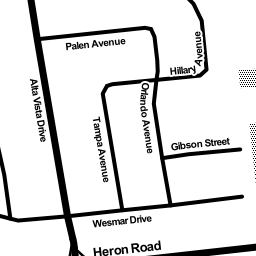 Palen Avenue
Hillary Avenue
Alta Vista Drive
Orlando Avenue
Tampa Avenue
Gibson Street
Wesmar Drive
Heron Road